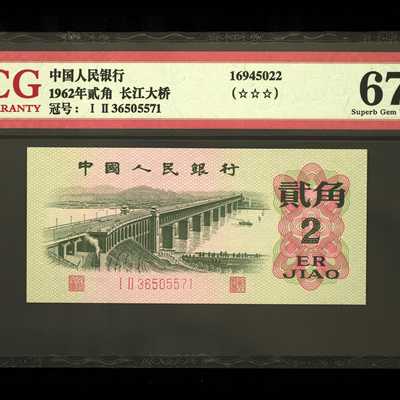 CG
RRANTY
中国人民银行
1962年贰角 长江大桥
冠号: I II 36505571
16945022
(☆☆☆)
67
Superb Gem
中國人民銀行
貳角
2
ER
JIAO
I II 36505571